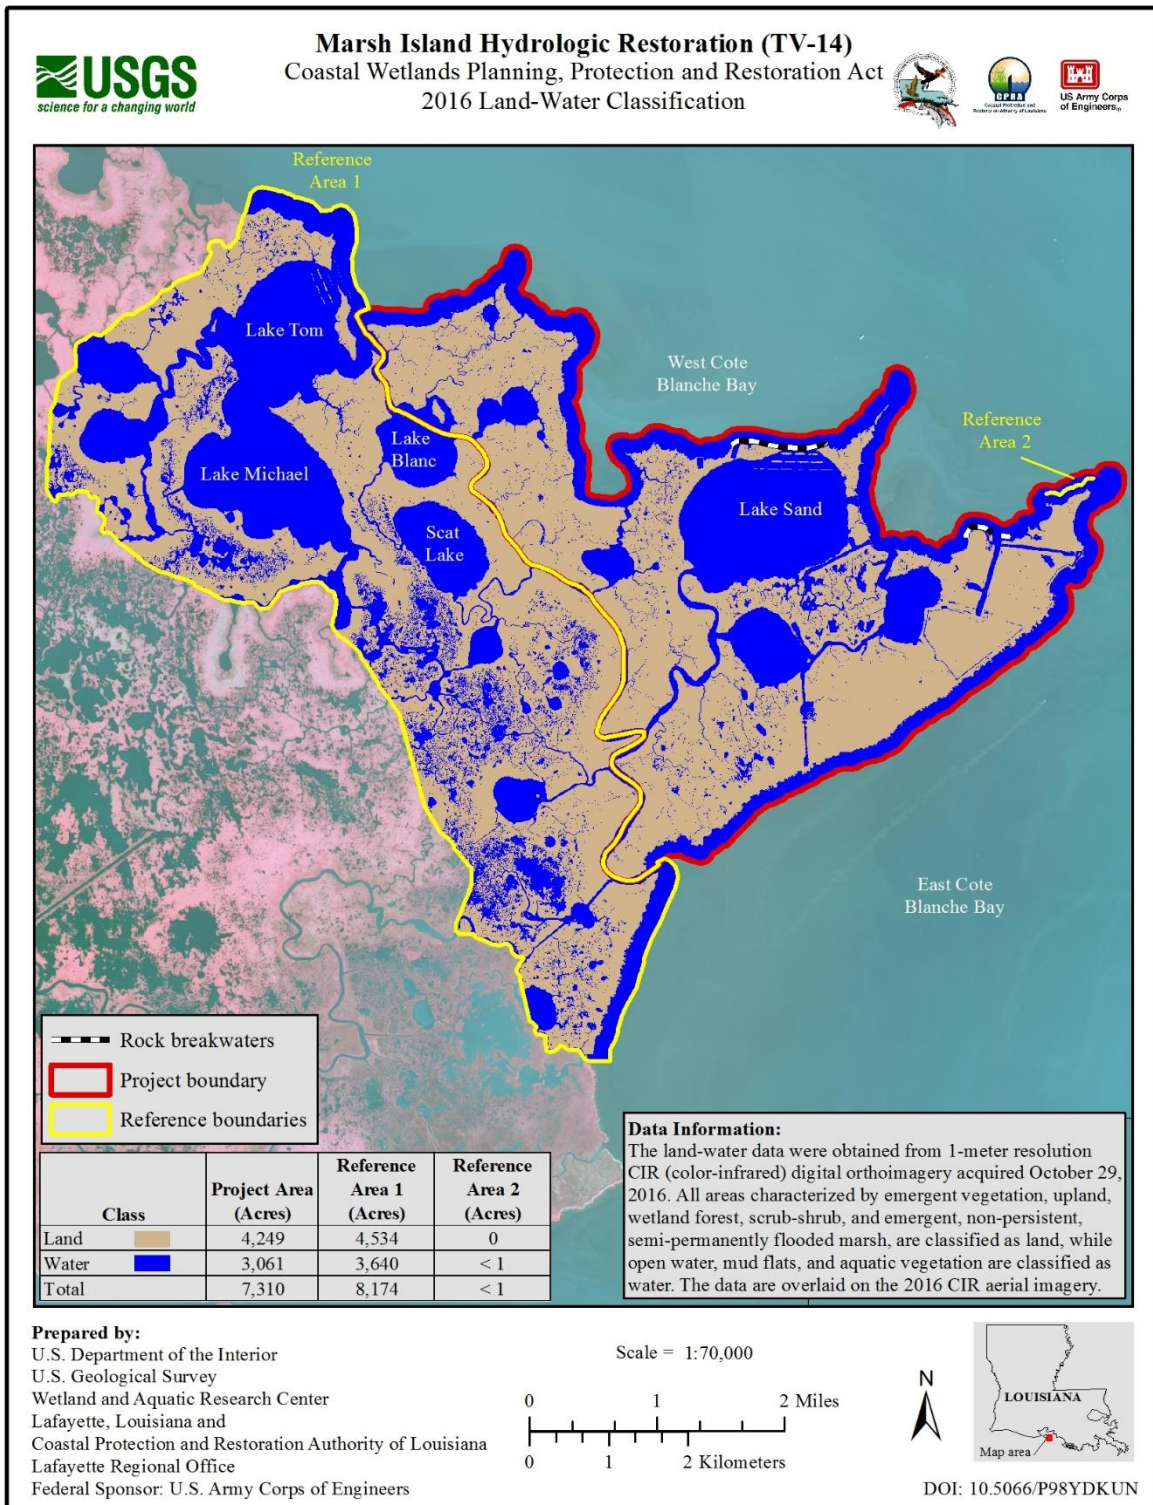 Marsh Island Hydrologic Restoration (TV-14)
Coastal Wetlands Planning, Protection and Restoration Act
2016 Land-Water Classification
USGS
science for a changing world
CPRA
US Army Corps
of Engineers®
Reference
Area 1
Lake Tom
West Cote
Blanche Bay
Reference
Area 2
Lake
Blanc
Lake Michael
Lake Sand
Scat
Lake
East Cote
Blanche Bay
Rock breakwaters
Project boundary
Reference boundaries
Class Project Area (Acres) Reference Area 1 (Acres) Reference Area 2 (Acres)
Land 4,249 4,534 0
Water 3,061 3,640 < 1
Total 7,310 8,174 < 1
Data Information:
The land-water data were obtained from 1-meter resolution
CIR (color-infrared) digital orthoimagery acquired October 29,
2016. All areas characterized by emergent vegetation, upland,
wetland forest, scrub-shrub, and emergent, non-persistent,
semi-permanently flooded marsh, are classified as land, while
open water, mud flats, and aquatic vegetation are classified as
water. The data are overlaid on the 2016 CIR aerial imagery.
Prepared by:
U.S. Department of the Interior
U.S. Geological Survey
Wetland and Aquatic Research Center
Lafayette, Louisiana and
Coastal Protection and Restoration Authority of Louisiana
Lafayette Regional Office
Federal Sponsor: U.S. Army Corps of Engineers
Scale = 1:70,000
0 1 2 Miles
0 1 2 Kilometers
N
LOUISIANA
Map area
DOI: 10.5066/P98YDKUN